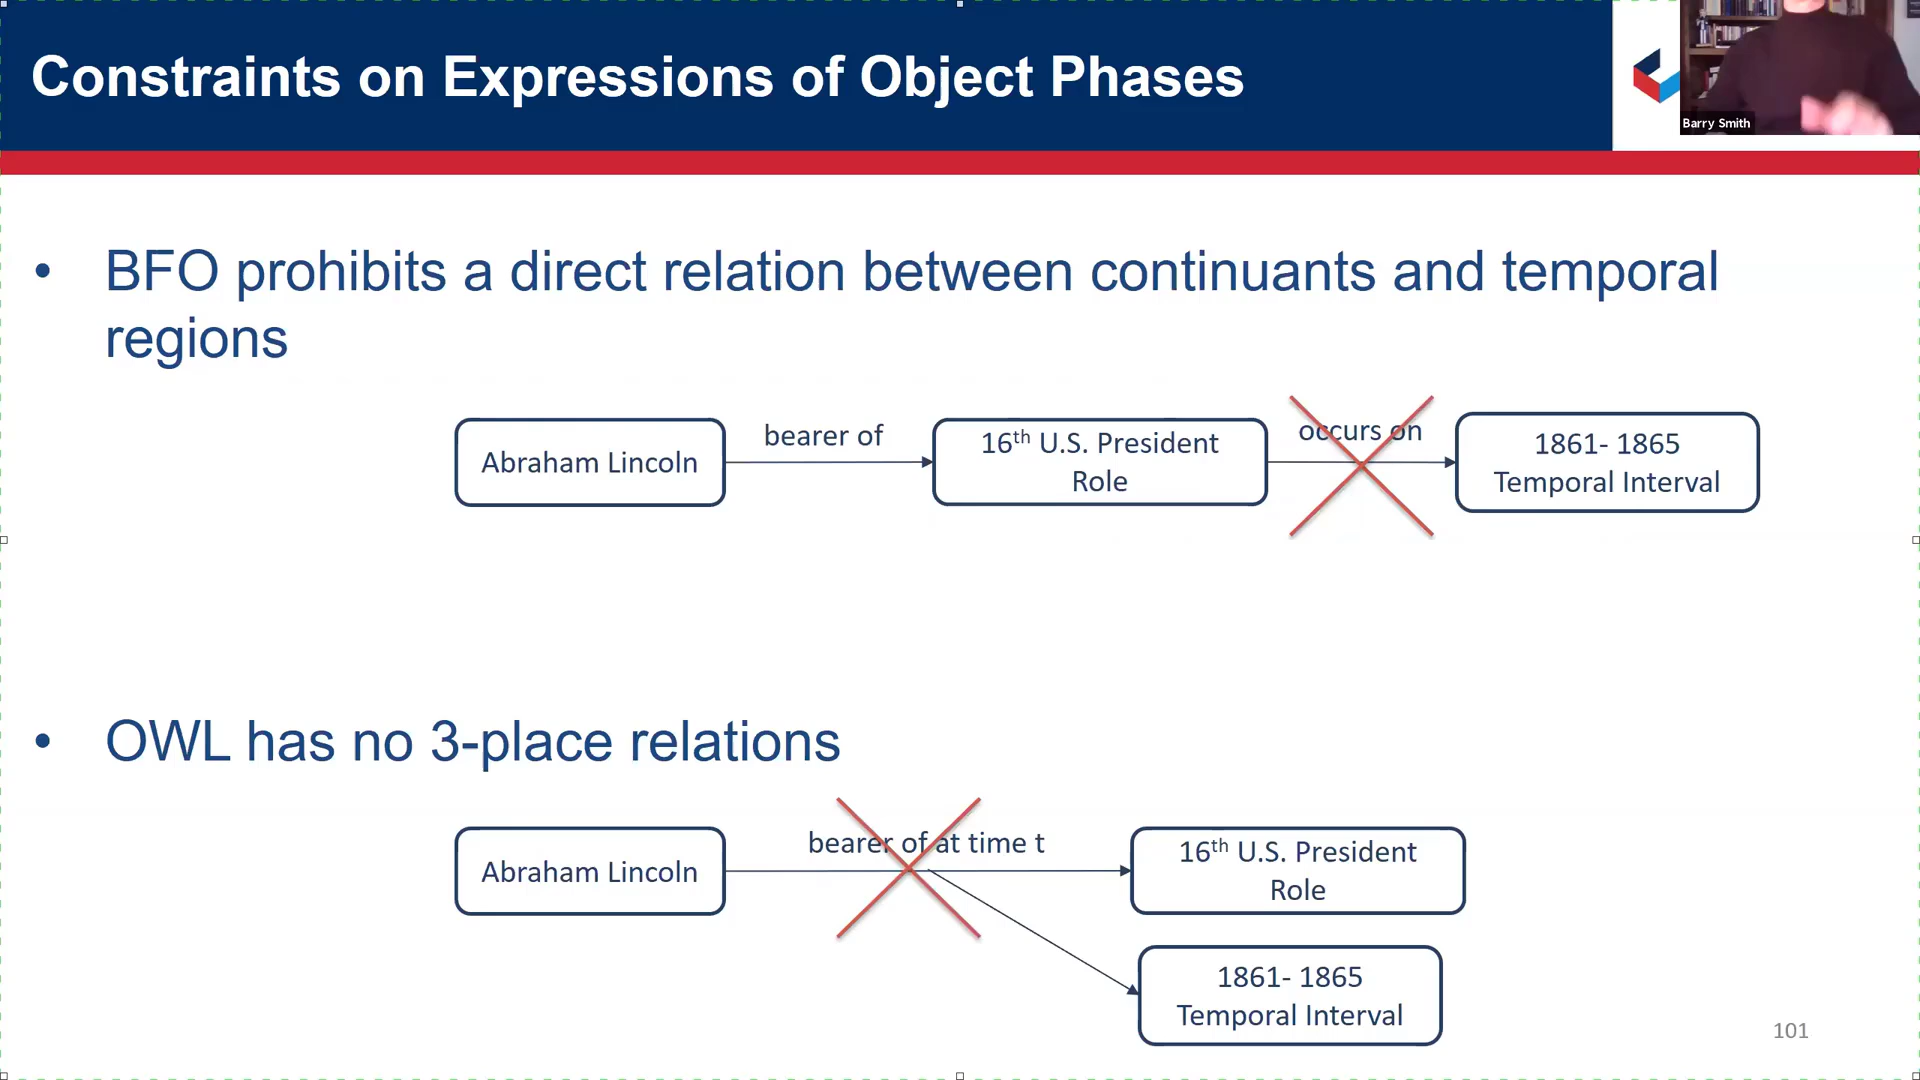 Constraints on Expressions of Object Phases
Barry Smith
• BFO prohibits a direct relation between continuants and temporal
regions
Abraham Lincoln
bearer of
16th U.S. President
Role
occurs on
1861- 1865
Temporal Interval
• OWL has no 3-place relations
Abraham Lincoln
bearer of at time t
16th U.S. President
Role
1861- 1865
Temporal Interval
101